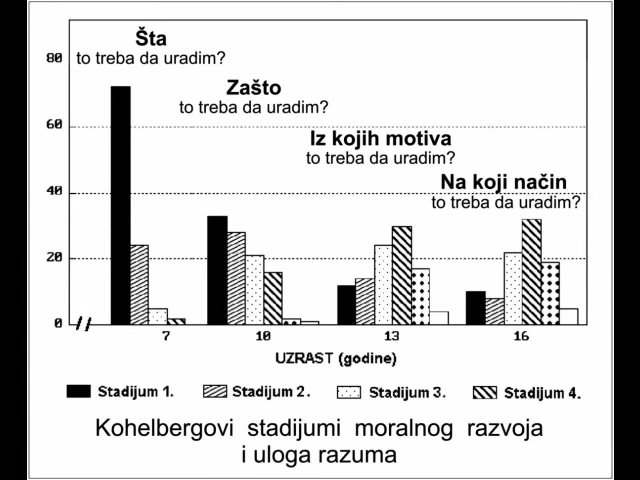 Šta
to treba da uradim?
80
Zašto
to treba da uradim?
60
Iz kojih motiva
to treba da uradim?
Na koji način
40
to treba da uradim?
20
0
7
10
13
16
UZRAST (godine)
Stadijum 1. Stadijum 2. Stadijum 3. Stadijum 4.
Kohelbergovi stadijumi moralnog razvoja
i uloga razuma